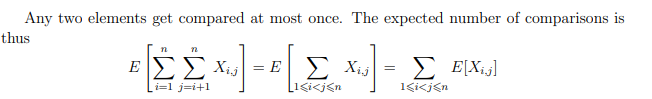 Any two elements get compared at most once. The expected number of comparisons is
thus
E[∑_{i=1}^{n} ∑_{j=i+1}^{n} X_{i,j}] = E[∑_{1⩽i<j⩽n} X_{i,j}] = ∑_{1⩽i<j⩽n} E[X_{i,j}]